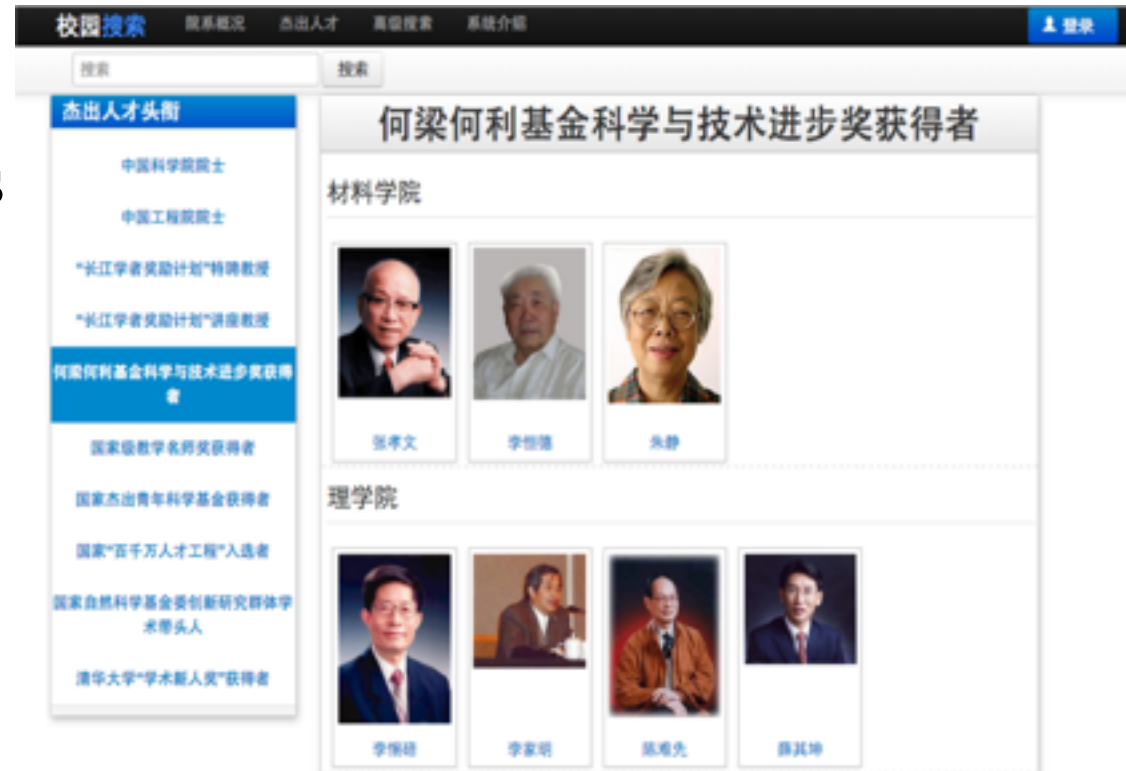 校园搜索 院系概况 杰出人才 高级搜索 系统介绍 登录
搜索 搜索
杰出人才头衔
中国科学院院士
中国工程院院士
“长江学者奖励计划”特聘教授
“长江学者奖励计划”讲座教授
何梁何利基金科学与技术进步奖获得
者
国家级教学名师奖获得者
国家杰出青年科学基金获得者
国家“百千万人才工程”入选者
国家自然科学基金委创新研究群体学
术带头人
清华大学“学术新人奖”获得者
何梁何利基金科学与技术进步奖获得者
材料学院
张孝文 李恒德 朱静
理学院
李惕碚 李家明 陈难先 薛其坤